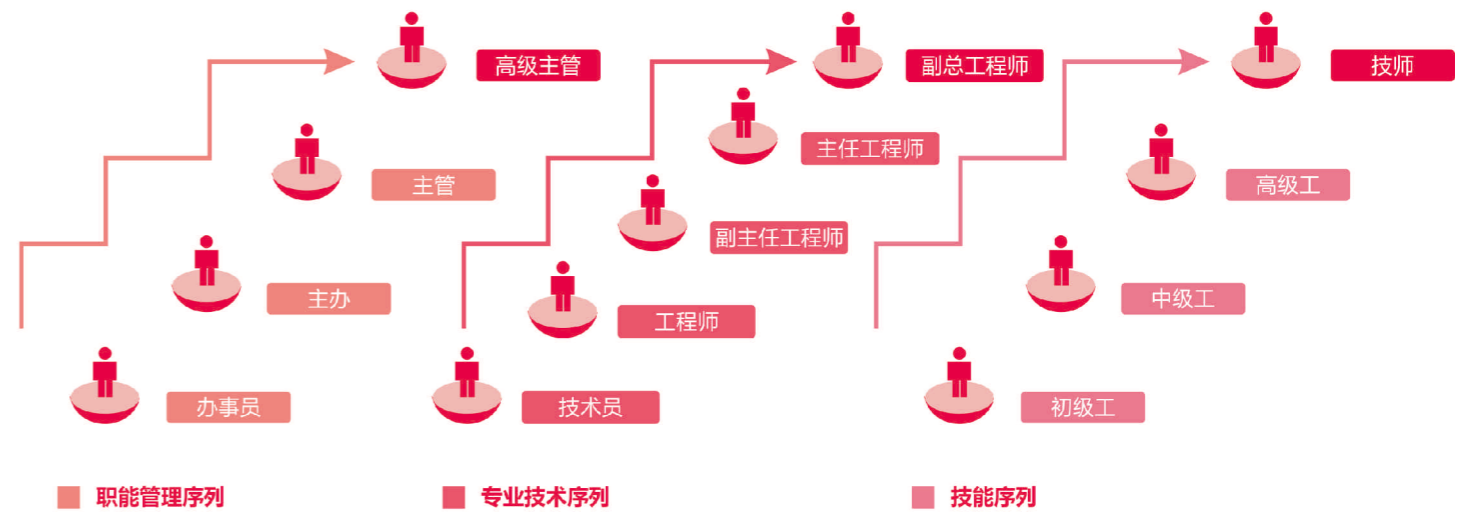 高级主管
主管
主办
办事员
职能管理序列
副总工程师
主任工程师
副主任工程师
工程师
技术员
专业技术序列
技师
高级工
中级工
初级工
技能序列